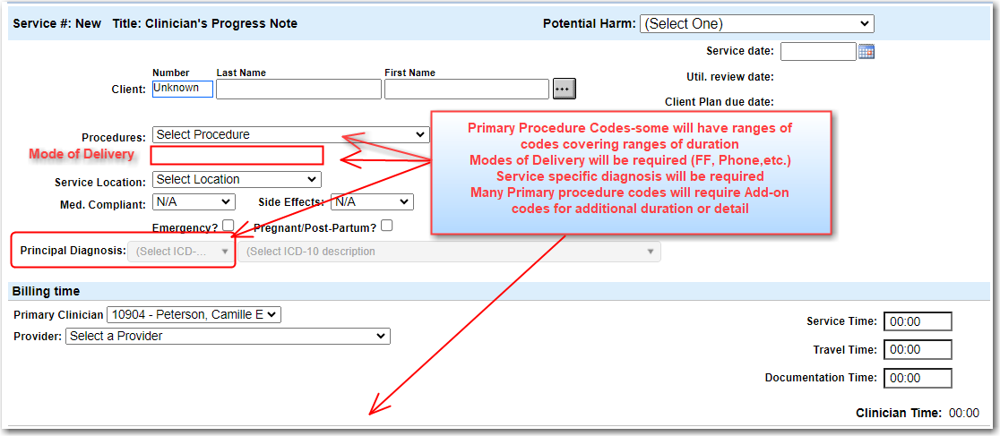 Service #: New   Title: Clinician's Progress Note   Potential Harm: (Select One)
Service date:
Number   Last Name   First Name
Client: Unknown   ...
Util. review date:
Client Plan due date:
Procedures: Select Procedure
Mode of Delivery
Service Location: Select Location
Med. Compliant: N/A   Side Effects: N/A
Emergency?   Pregnant/Post-Partum?
Principal Diagnosis: (Select ICD-...   (Select ICD-10 description
Primary Procedure Codes-some will have ranges of
codes covering ranges of duration
Modes of Delivery will be required (FF, Phone,etc.)
Service specific diagnosis will be required
Many Primary procedure codes will require Add-on
codes for additional duration or detail
Billing time
Primary Clinician 10904 - Peterson, Camille E
Provider: Select a Provider
Service Time: 00:00
Travel Time: 00:00
Documentation Time: 00:00
Clinician Time: 00:00